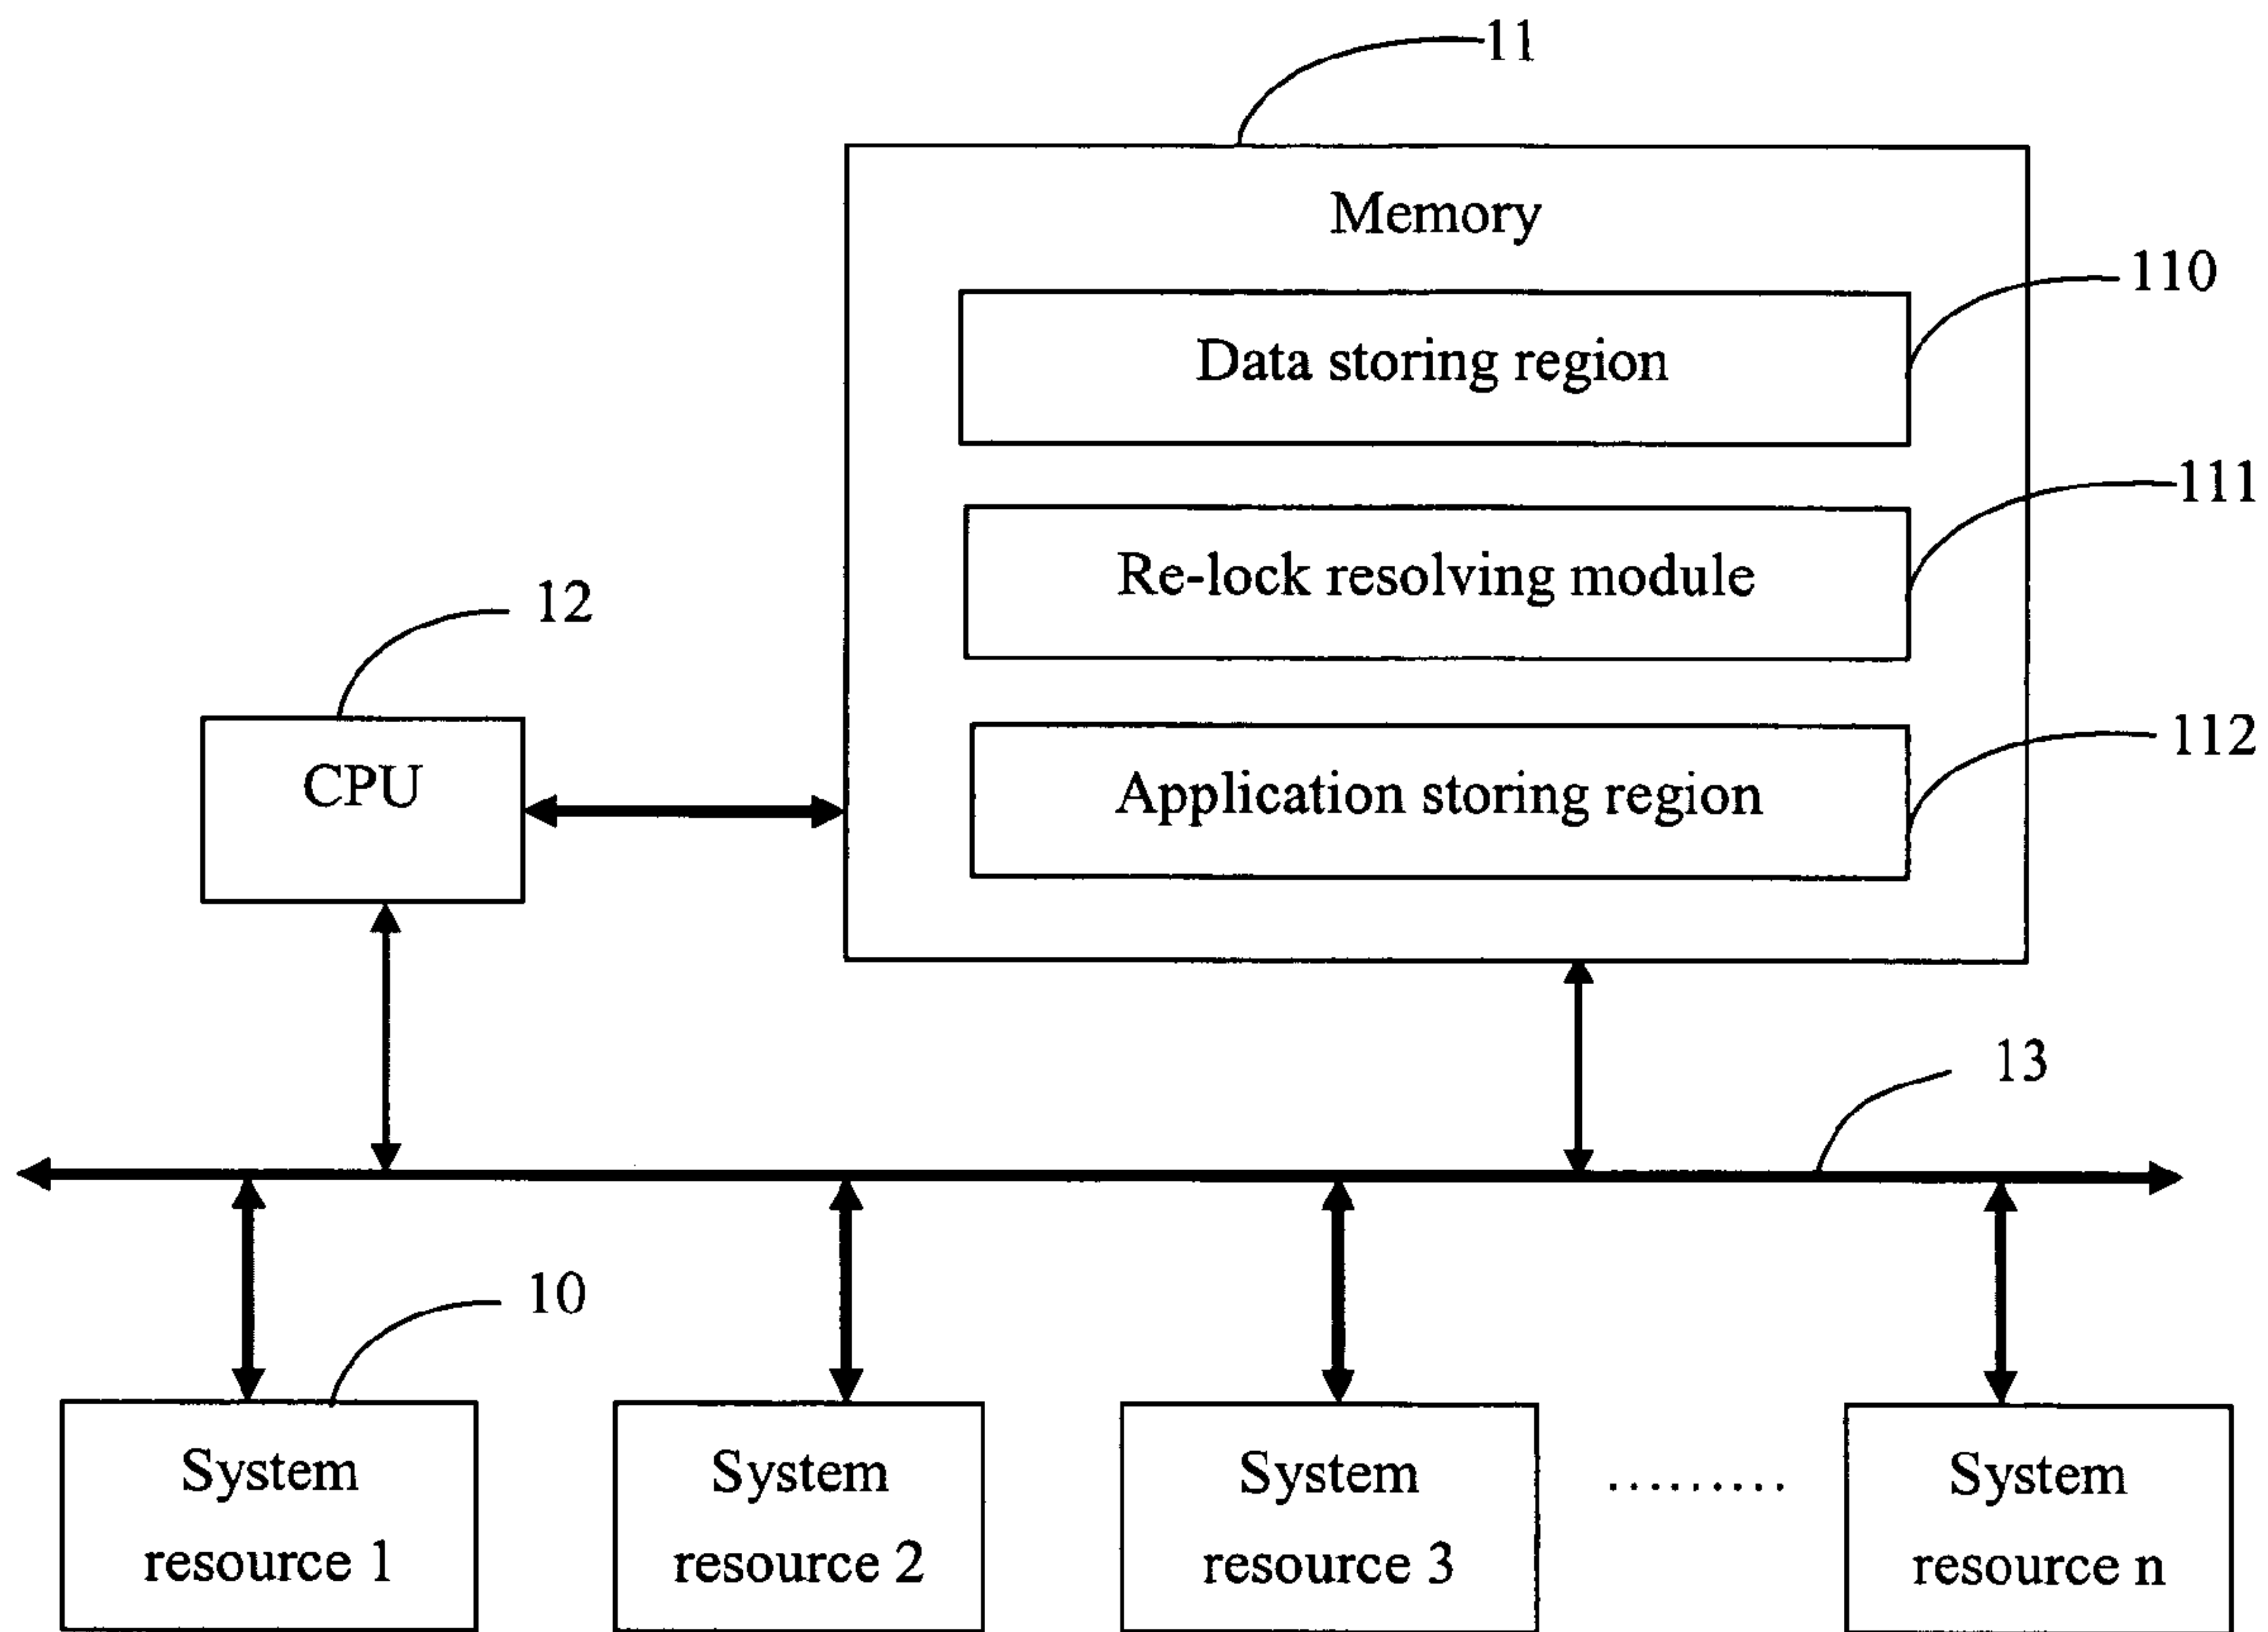 11
Memory
110
Data storing region
111
Re-lock resolving module
12
112
CPU
Application storing region
13
10
System
resource 1
System
resource 2
System
resource 3
.........
System
resource n